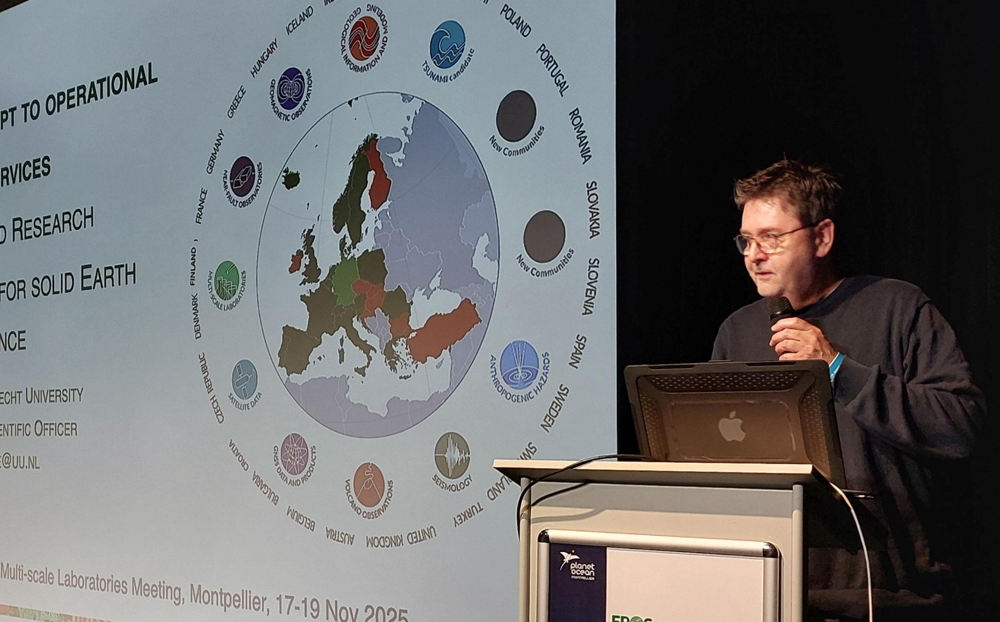 PT TO OPERATIONAL
RVICES
D RESEARCH
FOR SOLID EARTH
NCE
ECHT UNIVERSITY
ENTIFIC OFFICER
@UU.NL
Multi-scale Laboratories Meeting, Montpellier, 17-19 Nov 2025
AUSTRIA
BELGIUM
BULGARIA
CROATIA
CZECH REPUBLIC
DENMARK
FINLAND )
FRANCE
GERMANY
GREECE
HUNGARY
ICELAND
POLAND
PORTUGAL
ROMANIA
SLOVAKIA
SLOVENIA
SPAIN
SWEDEN
SW
RLAND
TURKEY
UNITED KINGDOM
GEOLOGICAL INFORMATION AND MODELING
TSUNAMI candidate
New Communities
New Communities
ANTHROPOGENIC HAZARDS
SEISMOLOGY
VOLCANO OBSERVATIONS
GNSS DATA AND PRODUCTS
SATELLITE DATA
MULTI-SCALE LABORATORIES
NEAR-FAULT OBSERVATORIES
GEOMAGNETIC OBSERVATIONS
planet
ocean
MONTPELLIER
EPOS